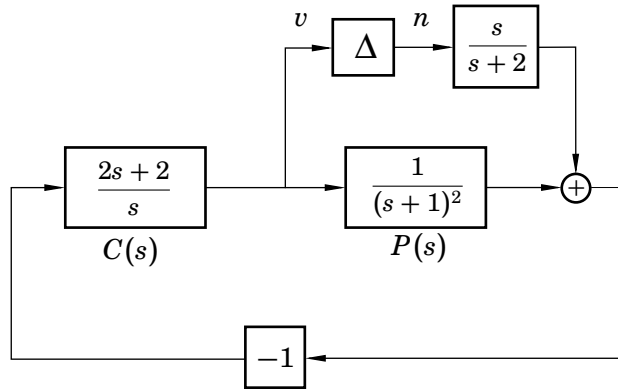 v
Δ
n
s
s + 2
2s + 2
s
C(s)
1
(s + 1)²
P(s)
+
−1